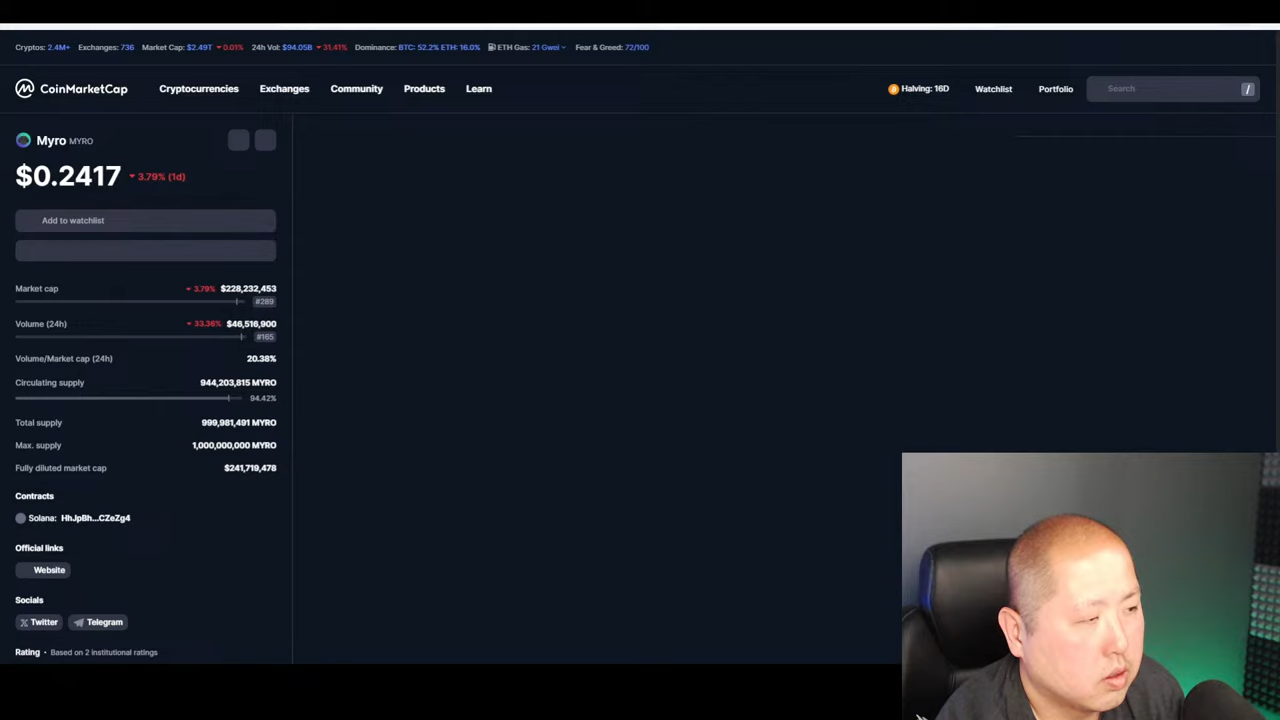 Cryptos: 2.4M+ Exchanges: 736 Market Cap: $2.49T 0.01% 24h Vol: $94.05B 31.41% Dominance: BTC: 52.2% ETH: 16.0% ETH Gas: 21 Gwei Fear & Greed: 72/100
CoinMarketCap Cryptocurrencies Exchanges Community Products Learn Halving: 16D Watchlist Portfolio Search /
Myro MYRO
$0.2417 3.79% (1d)
Add to watchlist
Market cap 3.79% $228,232,453
#289
Volume (24h) 33.36% $46,516,900
#165
Volume/Market cap (24h) 20.38%
Circulating supply 944,203,815 MYRO
94.42%
Total supply 999,981,491 MYRO
Max. supply 1,000,000,000 MYRO
Fully diluted market cap $241,719,478
Contracts
Solana: HhJpBh...CZeZg4
Official links
Website
Socials
Twitter Telegram
Rating • Based on 2 institutional ratings